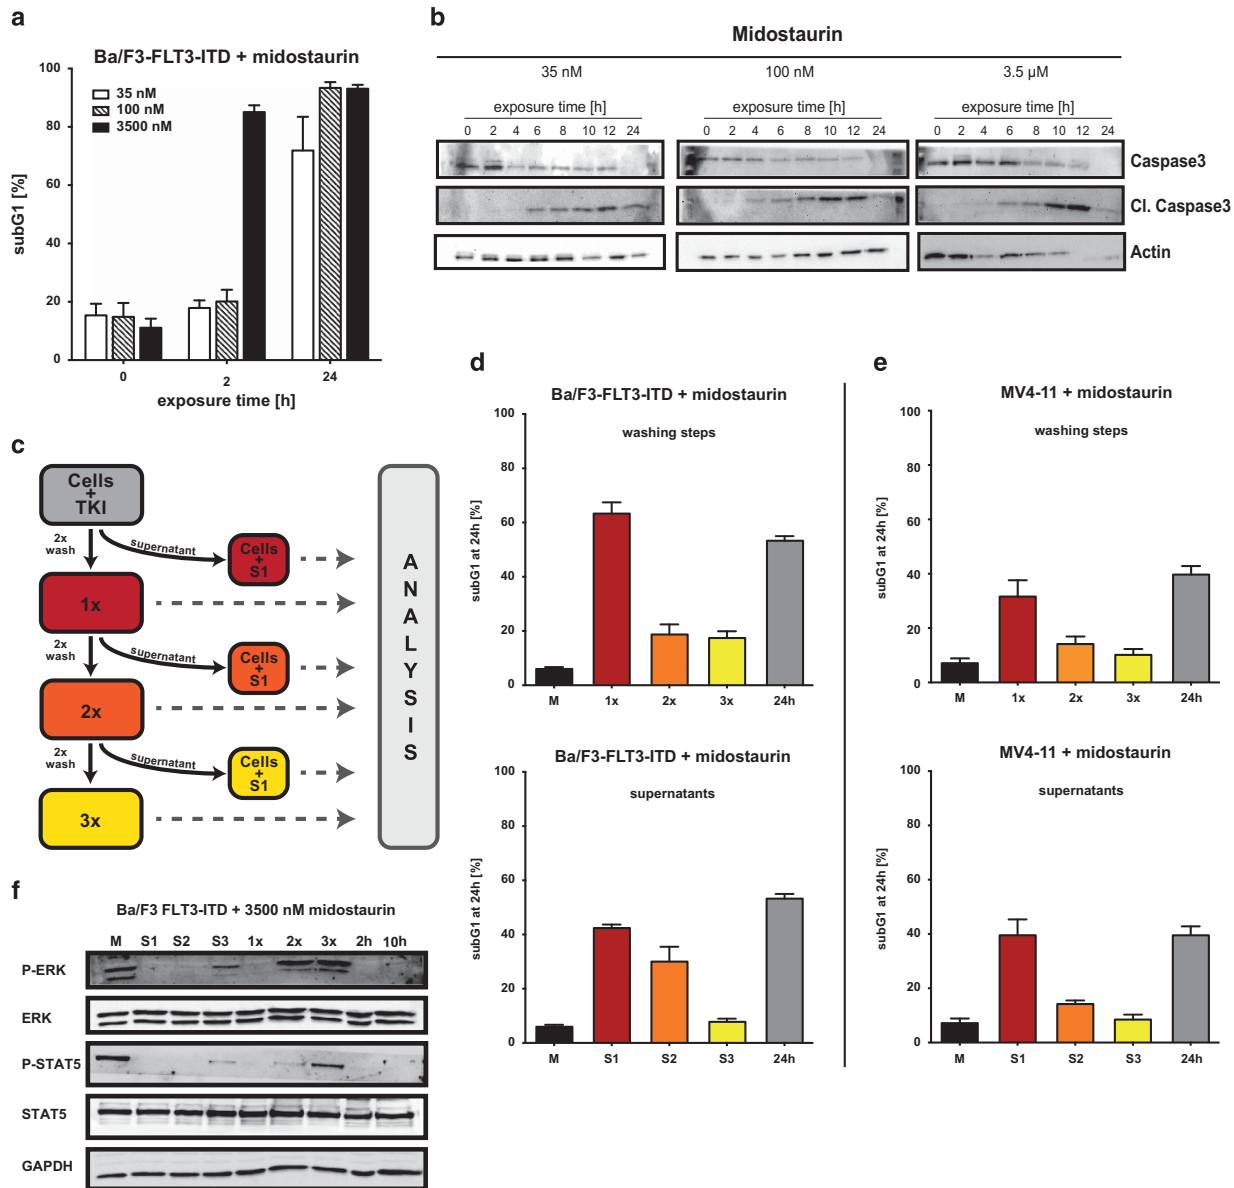 a
Ba/F3-FLT3-ITD + midostaurin
35 nM
100 nM
3500 nM
subG1 [%]
100
80
60
40
20
0
0 2 24
exposure time [h]
b
Midostaurin
35 nM 100 nM 3.5 µM
exposure time [h] exposure time [h] exposure time [h]
0 2 4 6 8 10 12 24 0 2 4 6 8 10 12 24 0 2 4 6 8 10 12 24
Caspase3
Cl. Caspase3
Actin
c
Cells
+
TKI
2x
wash
supernatant
Cells
+
S1
1x
2x
wash
supernatant
Cells
+
S1
2x
2x
wash
supernatant
Cells
+
S1
3x
ANALYSIS
d
Ba/F3-FLT3-ITD + midostaurin
washing steps
subG1 at 24h [%]
100
80
60
40
20
0
M 1x 2x 3x 24h
Ba/F3-FLT3-ITD + midostaurin
supernatants
subG1 at 24h [%]
100
80
60
40
20
0
M S1 S2 S3 24h
e
MV4-11 + midostaurin
washing steps
subG1 at 24h [%]
100
80
60
40
20
0
M 1x 2x 3x 24h
MV4-11 + midostaurin
supernatants
subG1 at 24h [%]
100
80
60
40
20
0
M S1 S2 S3 24h
f
Ba/F3 FLT3-ITD + 3500 nM midostaurin
M S1 S2 S3 1x 2x 3x 2h 10h
P-ERK
ERK
P-STAT5
STAT5
GAPDH